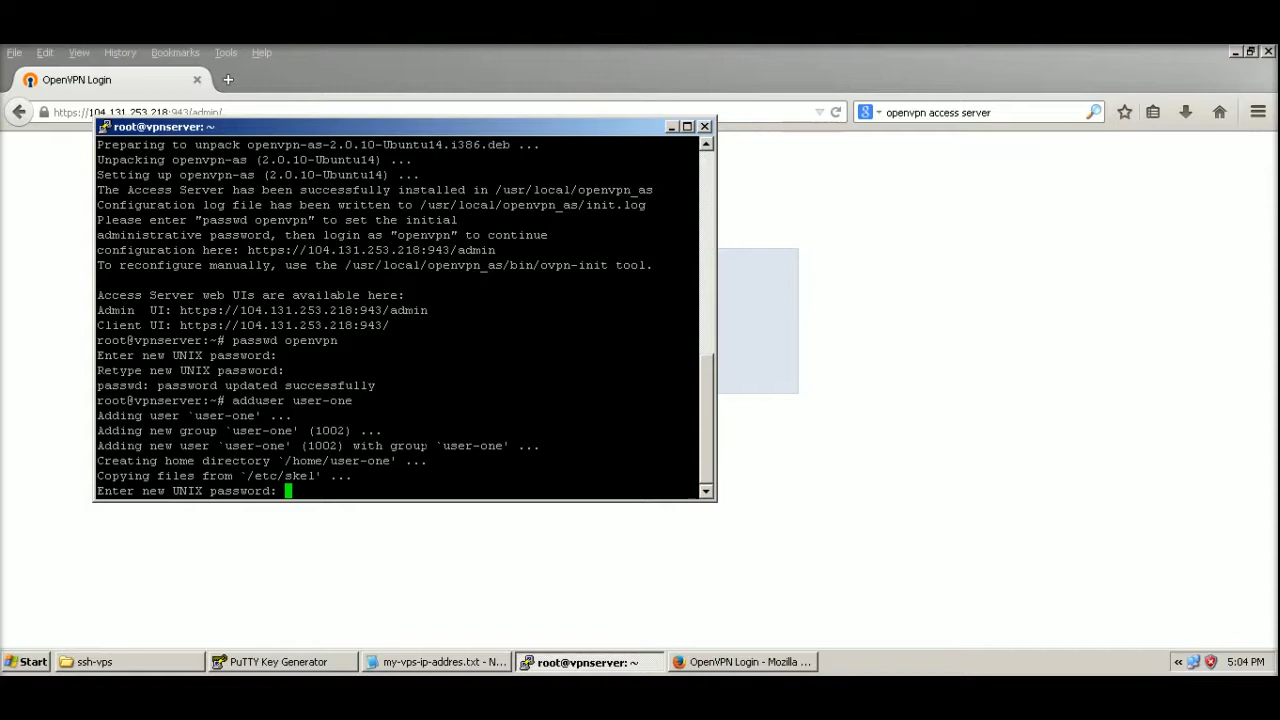 File Edit View History Bookmarks Tools Help
OpenVPN Login
https://104.131.253.218:943/admin/
openvpn access server
root@vpnserver: ~
Preparing to unpack openvpn-as-2.0.10-Ubuntu14.i386.deb ...
Unpacking openvpn-as (2.0.10-Ubuntu14) ...
Setting up openvpn-as (2.0.10-Ubuntu14) ...
The Access Server has been successfully installed in /usr/local/openvpn_as
Configuration log file has been written to /usr/local/openvpn_as/init.log
Please enter "passwd openvpn" to set the initial
administrative password, then login as "openvpn" to continue
configuration here: https://104.131.253.218:943/admin
To reconfigure manually, use the /usr/local/openvpn_as/bin/ovpn-init tool.
Access Server web UIs are available here:
Admin  UI: https://104.131.253.218:943/admin
Client UI: https://104.131.253.218:943/
root@vpnserver:~# passwd openvpn
Enter new UNIX password:
Retype new UNIX password:
passwd: password updated successfully
root@vpnserver:~# adduser user-one
Adding user `user-one' ...
Adding new group `user-one' (1002) ...
Adding new user `user-one' (1002) with group `user-one' ...
Creating home directory `/home/user-one' ...
Copying files from `/etc/skel' ...
Enter new UNIX password:
Start ssh-vps PuTTY Key Generator my-vps-ip-addres.txt - N... root@vpnserver: ~ OpenVPN Login - Mozilla ... « 5:04 PM